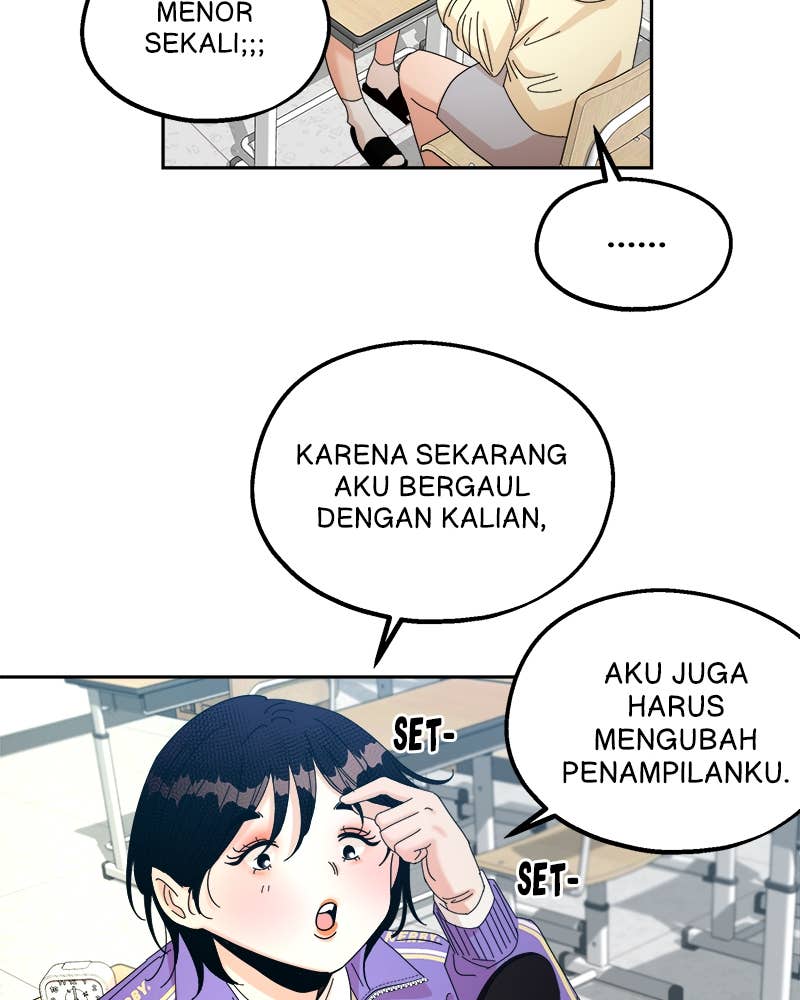 MENOR
SEKALI;;;
......
KARENA SEKARANG
AKU BERGAUL
DENGAN KALIAN,
AKU JUGA
HARUS
MENGUBAH
PENAMPILANKU.
SET-
SET-